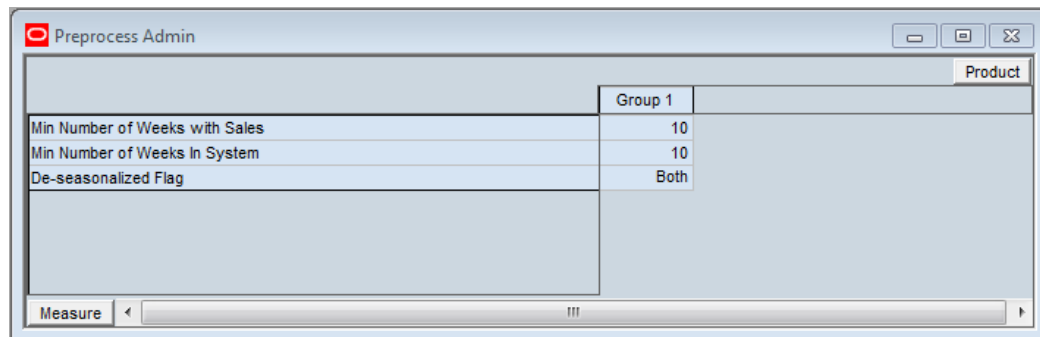 Preprocess Admin
Product
Group 1
Min Number of Weeks with Sales 10
Min Number of Weeks In System 10
De-seasonalized Flag Both
Measure